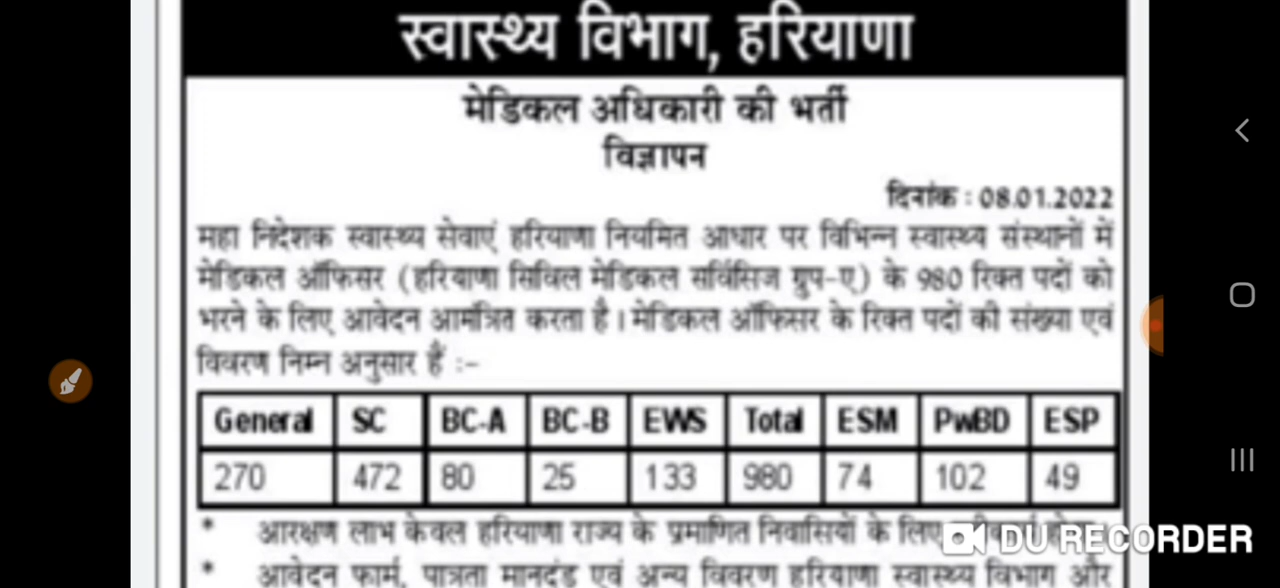 स्वास्थ्य विभाग, हरियाणा
मेडिकल अधिकारी की भर्ती
विज्ञापन
दिनांक : 08.01.2022
महा निदेशक स्वास्थ्य सेवाएं हरियाणा नियमित आधार पर विभिन्न स्वास्थ्य संस्थानों में
मेडिकल ऑफिसर (हरियाणा सिविल मेडिकल सर्विसिज ग्रुप-ए) के 980 रिक्त पदों को
भरने के लिए आवेदन आमंत्रित करता है। मेडिकल ऑफिसर के रिक्त पदों की संख्या एवं
विवरण निम्न अनुसार हैं :-
General SC BC-A BC-B EWS Total ESM PwBD ESP
270 472 80 25 133 980 74 102 49
* आरक्षण लाभ केवल हरियाणा राज्य के प्रमाणित निवासियों के लिए
DU RECORDER
* आवेदन फार्म, पात्रता मानदंड एवं अन्य विवरण हरियाणा स्वास्थ्य विभाग और